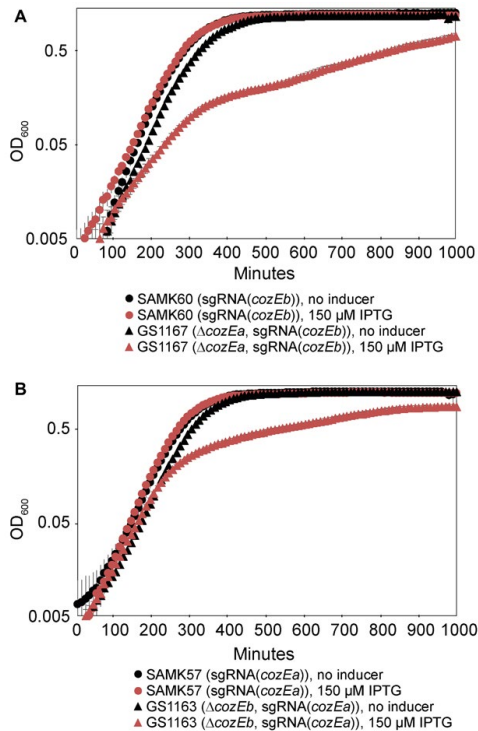 A
0.5
0.05
0.005
OD600
0 100 200 300 400 500 600 700 800 900 1000
Minutes
SAMK60 (sgRNA(cozEb)), no inducer
SAMK60 (sgRNA(cozEb)), 150 µM IPTG
GS1167 (ΔcozEa, sgRNA(cozEb)), no inducer
GS1167 (ΔcozEa, sgRNA(cozEb)), 150 µM IPTG
B
0.5
0.05
0.005
OD600
0 100 200 300 400 500 600 700 800 900 1000
Minutes
SAMK57 (sgRNA(cozEa)), no inducer
SAMK57 (sgRNA(cozEa)), 150 µM IPTG
GS1163 (ΔcozEb, sgRNA(cozEa)), no inducer
GS1163 (ΔcozEb, sgRNA(cozEa)), 150 µM IPTG